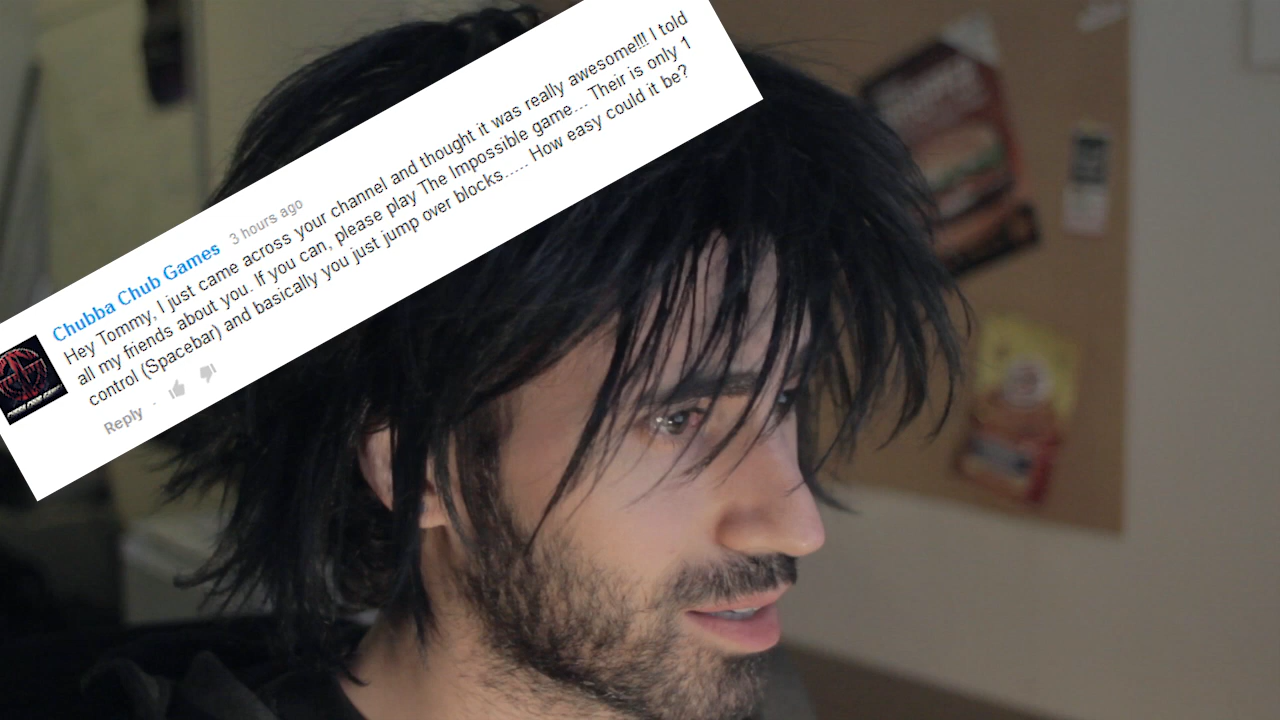 Chubba Chub Games 3 hours ago
Hey Tommy, I just came across your channel and thought it was really awesome!!! I told
all my friends about you. If you can, please play The Impossible game... Their is only 1
control (Spacebar) and basically you just jump over blocks..... How easy could it be?
Reply ·